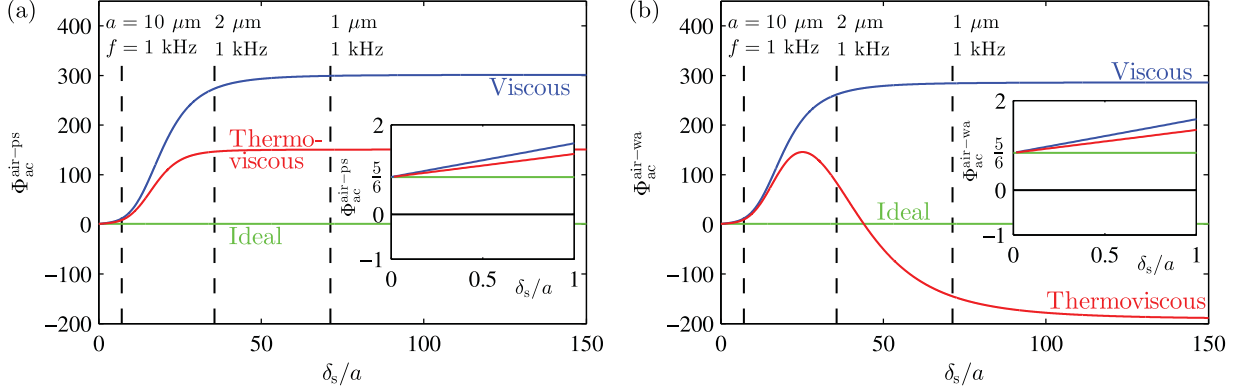 (a)
a = 10 μm 2 μm 1 μm
f = 1 kHz 1 kHz 1 kHz
400
300
200
100
0
−100
−200
Φ_ac^air−ps
Viscous
Thermo-
viscous
Ideal
2
5/6
0
−1
Φ_ac^air−ps
0 0.5 1
δ_s/a
0 50 100 150
δ_s/a
(b)
a = 10 μm 2 μm 1 μm
f = 1 kHz 1 kHz 1 kHz
400
300
200
100
0
−100
−200
Φ_ac^air−wa
Viscous
Ideal
Thermoviscous
2
5/6
0
−1
Φ_ac^air−wa
0 0.5 1
δ_s/a
0 50 100 150
δ_s/a